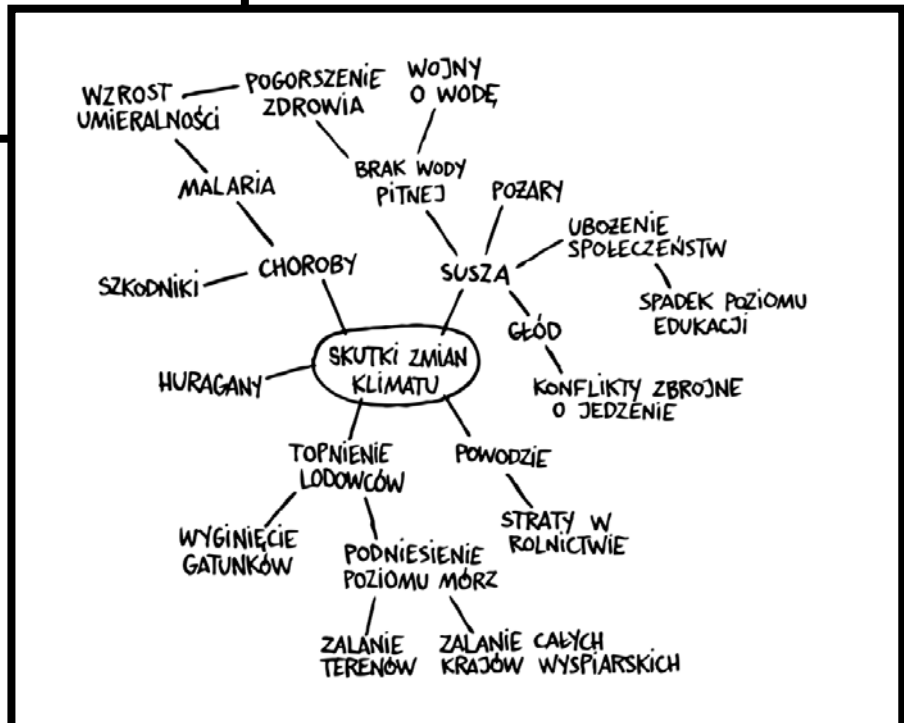 WZROST
UMIERALNOŚCI
POGORSZENIE
ZDROWIA
WOJNY
O WODĘ
MALARIA
BRAK WODY
PITNEJ
POŻARY
UBOŻENIE
SPOŁECZEŃSTW
SZKODNIKI
CHOROBY
SUSZA
SPADEK POZIOMU
EDUKACJI
GŁÓD
SKUTKI ZMIAN
KLIMATU
HURAGANY
KONFLIKTY ZBROJNE
O JEDZENIE
TOPNIENIE
LODOWCÓW
POWODZIE
WYGINIĘCIE
GATUNKÓW
PODNIESIENIE
POZIOMU MÓRZ
STRATY W
ROLNICTWIE
ZALANIE
TERENÓW
ZALANIE CAŁYCH
KRAJÓW WYSPIARSKICH